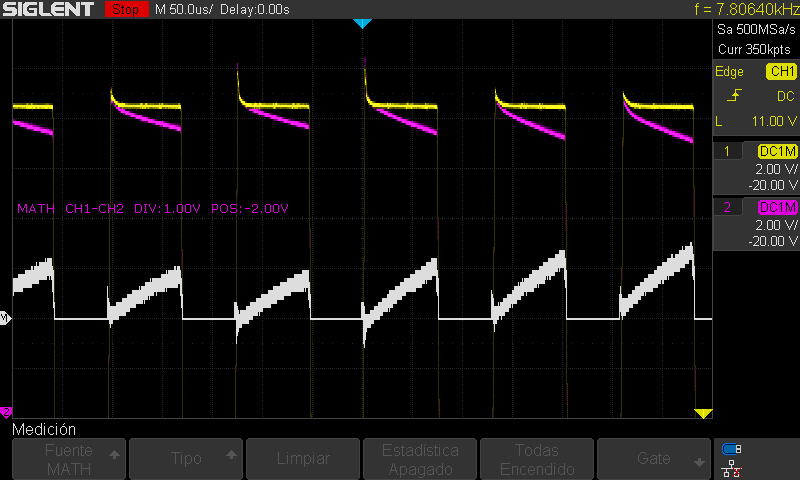 SIGLENT Stop M 50.0us/ Delay:0.00s f = 7.80640kHz
Sa 500MSa/s
Curr 350kpts
Edge CH1
DC
L 11.00 V
1 DC1M
2.00 V/
-20.00 V
2 DC1M
2.00 V/
-20.00 V
MATH CH1-CH2 DIV:1.00V POS:-2.00V
M
2
Medición
Fuente
MATH
Tipo
Limpiar
Estadística
Apagado
Todas
Encendido
Gate